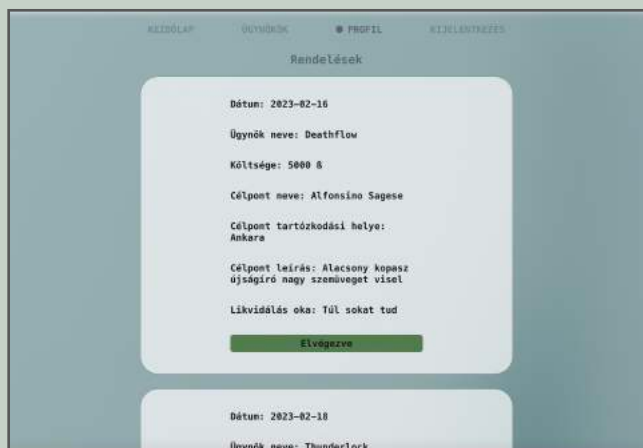 KEZDŐLAP ÜGYNÖKÖK PROFIL KIJELENTKEZÉS
Rendelések
Dátum: 2023-02-16
Ügynök neve: Deathflow
Költsége: 5000 ß
Célpont neve: Alfonsino Sagese
Célpont tartózkodási helye:
Ankara
Célpont leírás: Alacsony kopasz
újságíró nagy szemüveget visel
Likvidálás oka: Túl sokat tud
Elvégezve
Dátum: 2023-02-18
Ügynök neve: Thunderlock